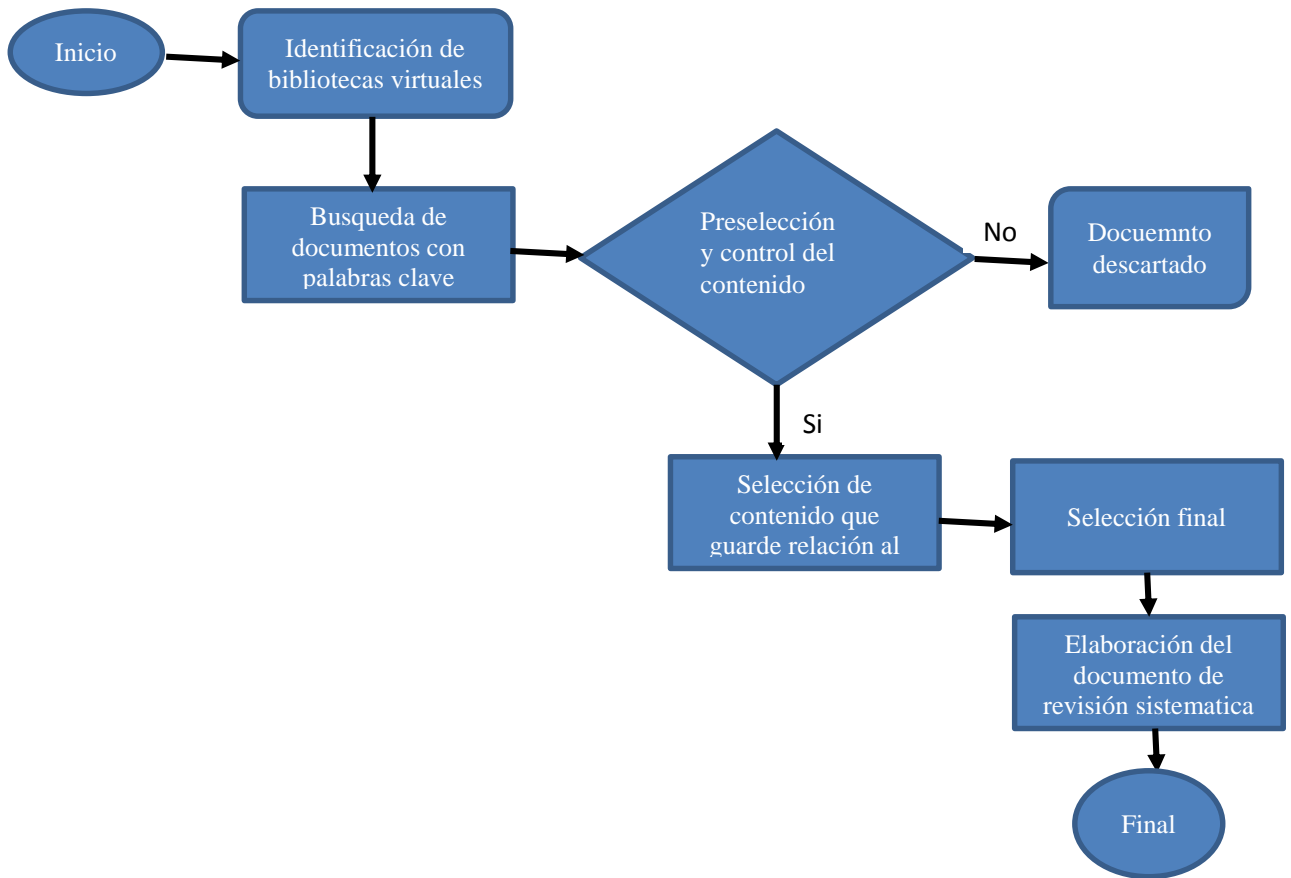 Inicio
Identificación de
bibliotecas virtuales
Busqueda de
documentos con
palabras clave
Preselección
y control del
contenido
No
Docuemnto
descartado
Si
Selección de
contenido que
guarde relación al
Selección final
Elaboración del
documento de
revisión sistematica
Final